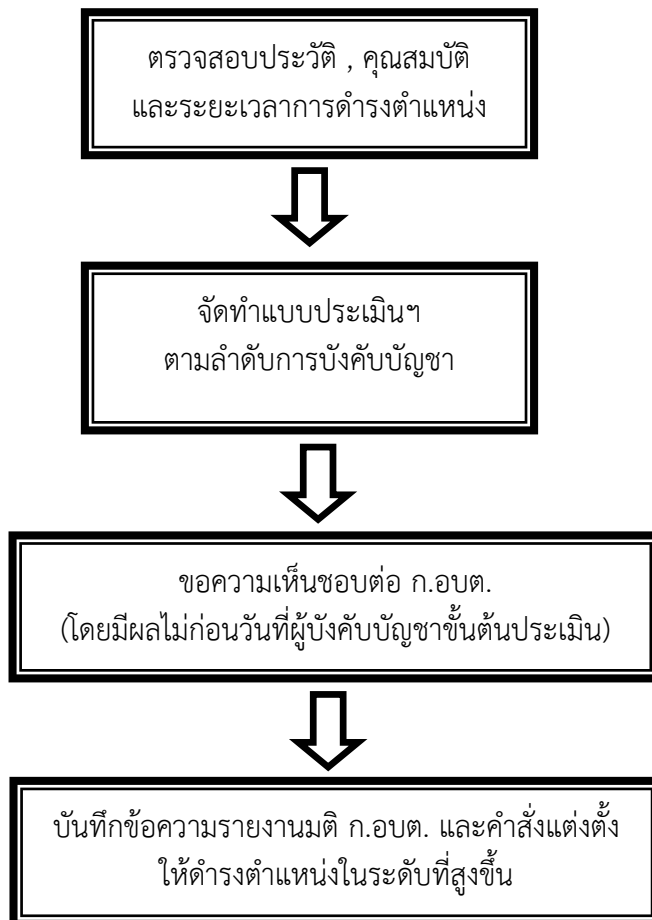 ตรวจสอบประวัติ , คุณสมบัติ
และระยะเวลาการดำรงตำแหน่ง
จัดทำแบบประเมินฯ
ตามลำดับการบังคับบัญชา
ขอความเห็นชอบต่อ ก.อบต.
(โดยมีผลไม่ก่อนวันที่ผู้บังคับบัญชาขั้นต้นประเมิน)
บันทึกข้อความรายงานมติ ก.อบต. และคำสั่งแต่งตั้ง
ให้ดำรงตำแหน่งในระดับที่สูงขึ้น